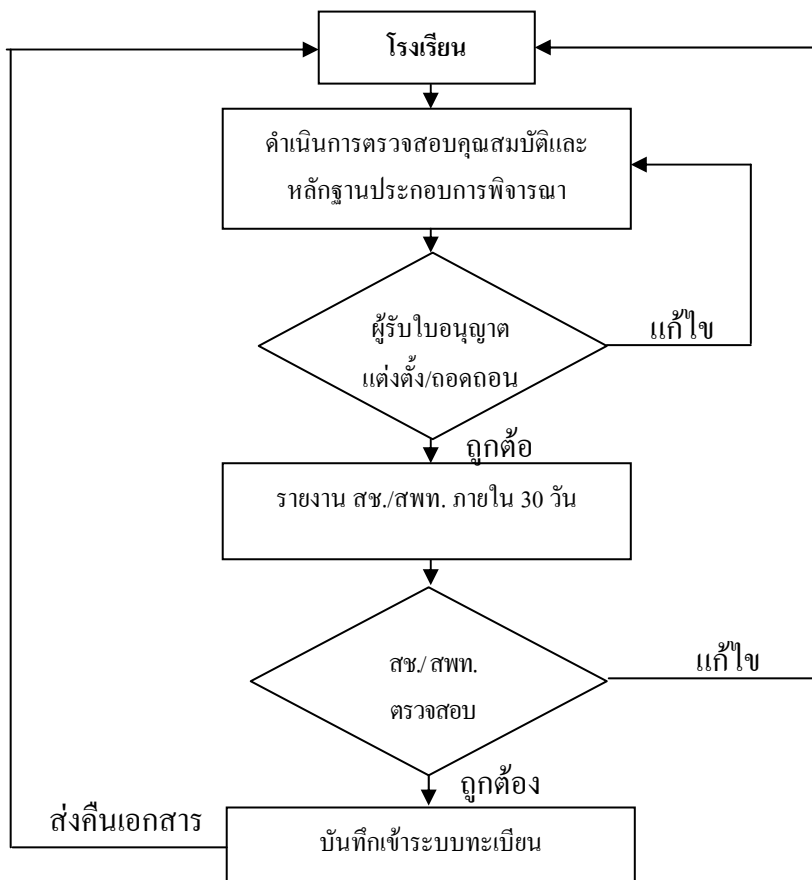 โรงเรียน
ดำเนินการตรวจสอบคุณสมบัติและ
หลักฐานประกอบการพิจารณา
ผู้รับใบอนุญาต
แต่งตั้ง/ถอดถอน
แก้ไข
ถูกต้อ
รายงาน สช./สพท. ภายใน 30 วัน
สช./ สพท.
ตรวจสอบ
แก้ไข
ถูกต้อง
ส่งคืนเอกสาร
บันทึกเข้าระบบทะเบียน